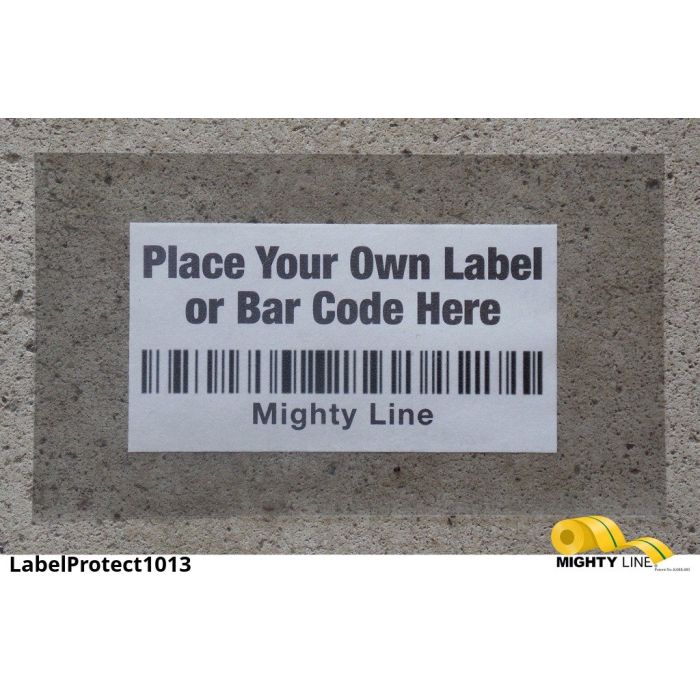 Place Your Own Label
or Bar Code Here
Mighty Line
LabelProtect1013
MIGHTY LINE